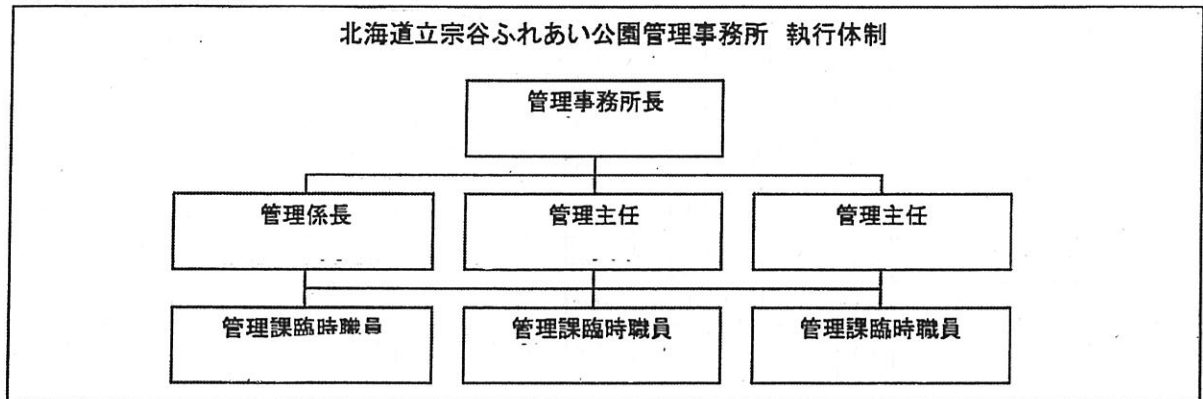 北海道立宗谷ふれあい公園管理事務所 執行体制
管理事務所長
管理係長
管理主任
管理主任
管理課臨時職員
管理課臨時職員
管理課臨時職員